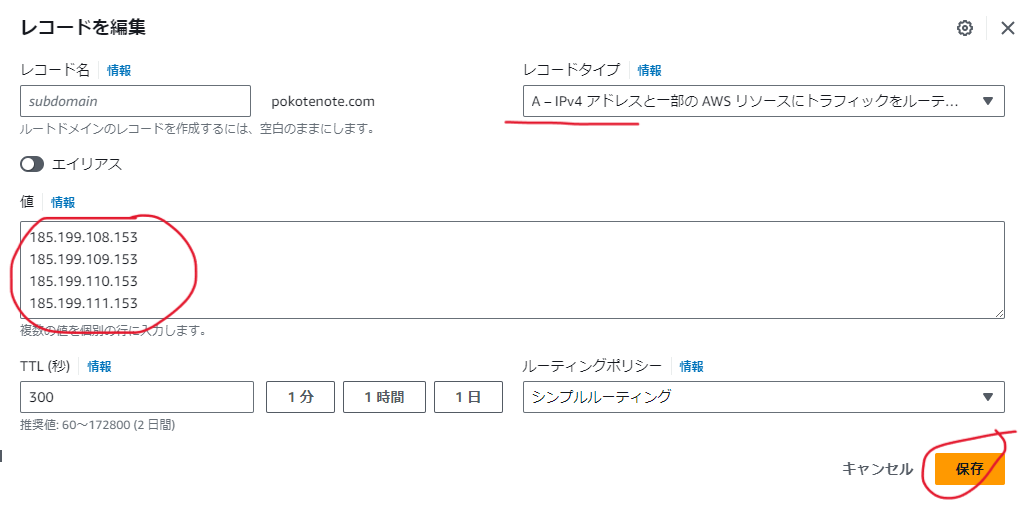 レコードを編集
レコード名 情報
subdomain pokotenote.com
ルートドメインのレコードを作成するには、空白のままにします。
レコードタイプ 情報
A – IPv4 アドレスと一部の AWS リソースにトラフィックをルーテ...
エイリアス
値 情報
185.199.108.153
185.199.109.153
185.199.110.153
185.199.111.153
複数の値を個別の行に入力します。
TTL (秒) 情報
300 1 分 1 時間 1 日
推奨値: 60～172800 (2 日間)
ルーティングポリシー 情報
シンプルルーティング
キャンセル 保存